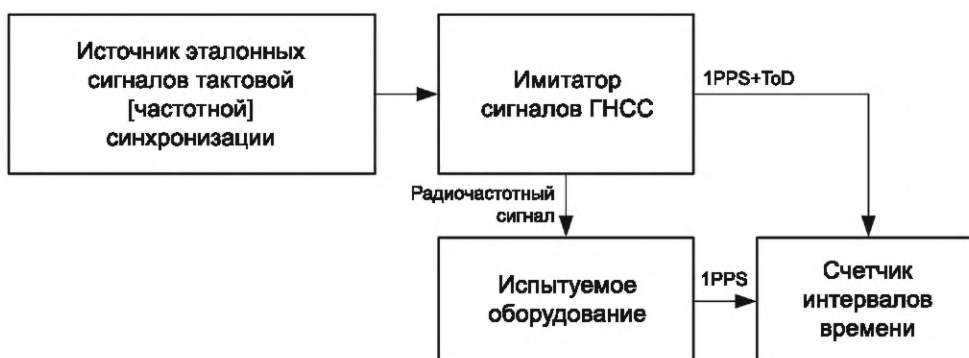 Источник эталонных
сигналов тактовой
[частотной]
синхронизации
Имитатор
сигналов ГНСС
1PPS+ToD
Радиочастотный
сигнал
Испытуемое
оборудование
1PPS
Счетчик
интервалов
времени